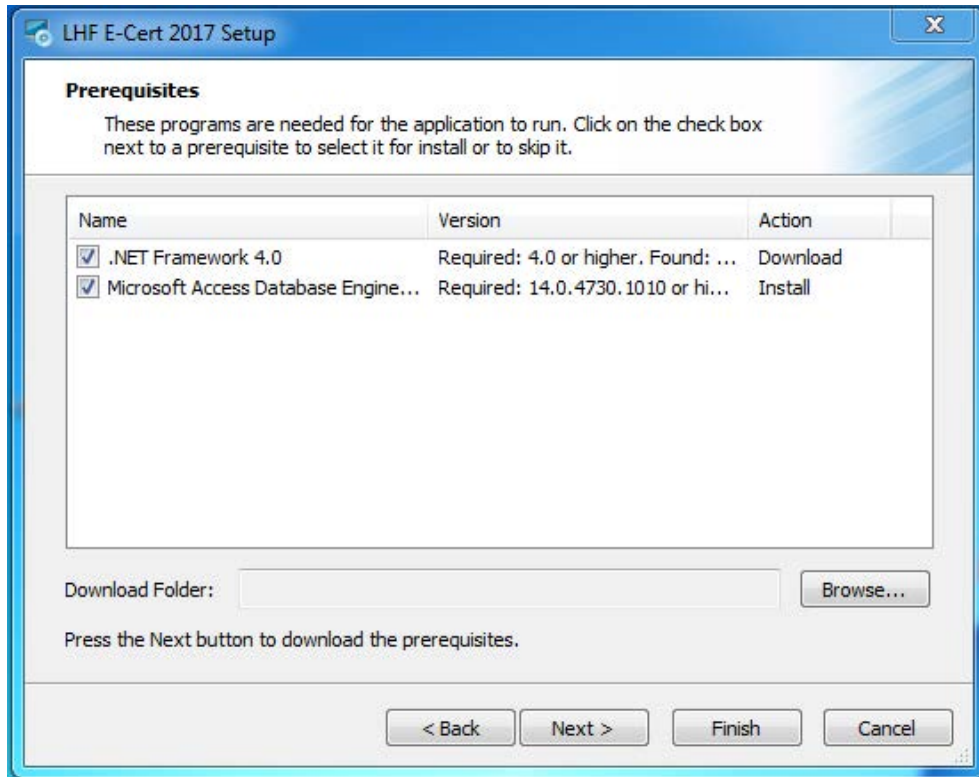 LHF E-Cert 2017 Setup
Prerequisites
These programs are needed for the application to run. Click on the check box
next to a prerequisite to select it for install or to skip it.
Name Version Action
.NET Framework 4.0 Required: 4.0 or higher. Found: ... Download
Microsoft Access Database Engine... Required: 14.0.4730.1010 or hi... Install
Download Folder: Browse...
Press the Next button to download the prerequisites.
< Back Next > Finish Cancel